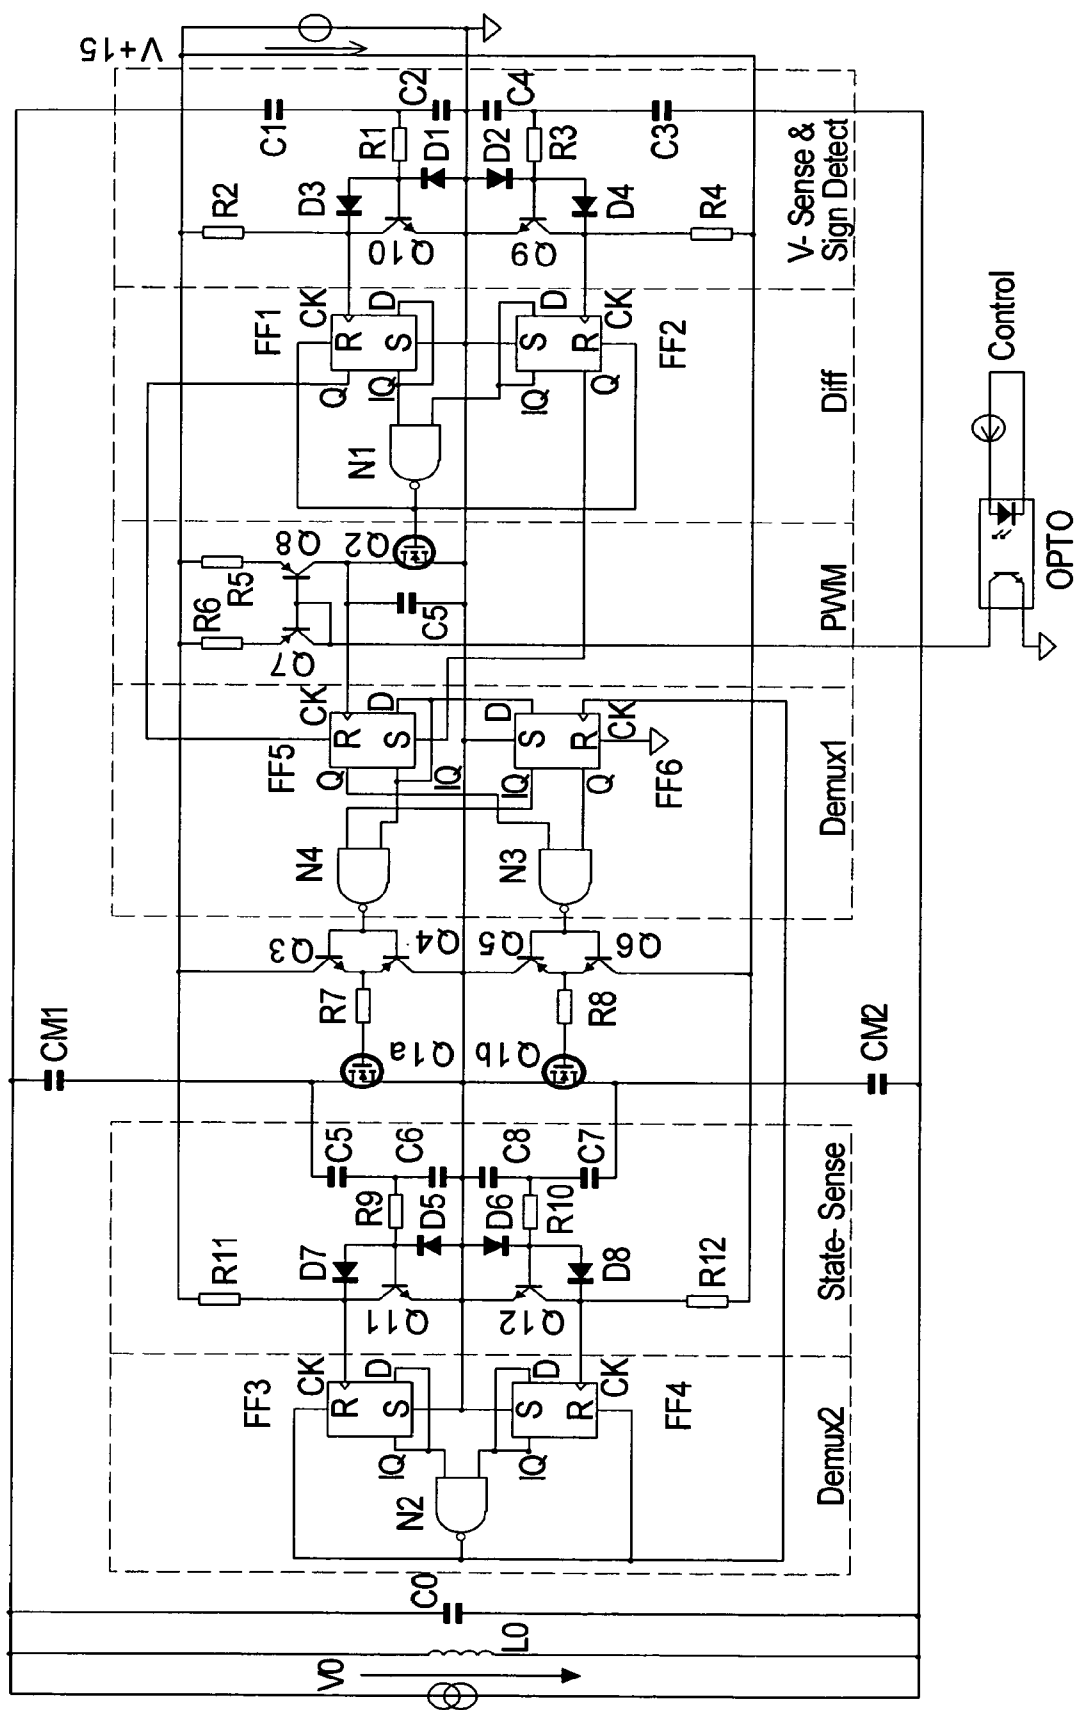 V+15
C1
C2
C4
C3
R1
D1
D2
R3
R2
D3
D4
R4
Q10
Q9
V- Sense &
Sign Detect
FF1
CK
D
R
S
Q
IQ
D
CK
S
R
IQ
Q
FF2
N1
Diff
Control
OPTO
Q8
Q2
R5
R6
C5
Q7
PWM
CK
D
FF5
R
S
Q
IQ
D
CK
S
R
IQ
Q
FF6
N4
N3
Demux1
Q3
Q4
Q5
Q6
R7
R8
Q1a
Q1b
CM1
CM2
C5
C6
C8
C7
R9
D5
D6
R10
R11
D7
D8
R12
Q11
Q12
State- Sense
FF3
CK
D
R
S
IQ
D
CK
S
R
IQ
FF4
N2
Demux2
C0
L0
V0